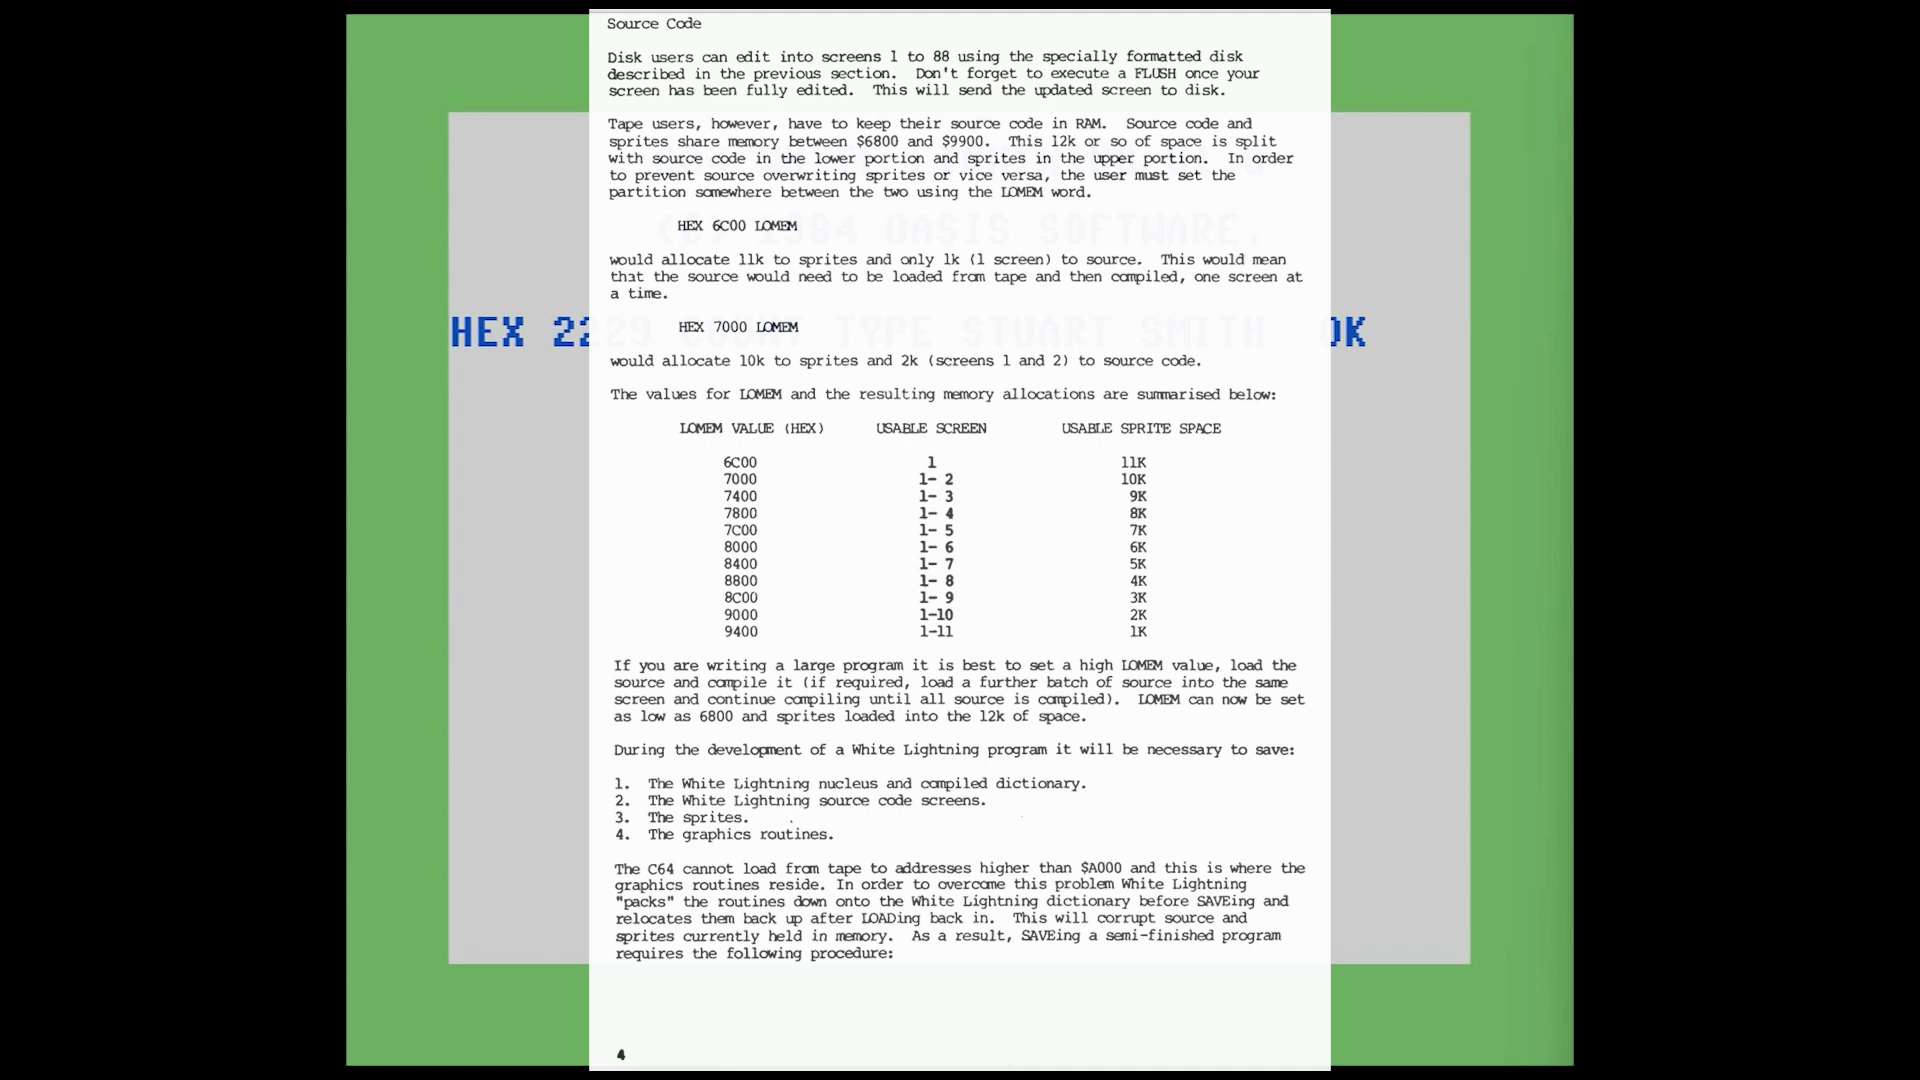 Source Code
Disk users can edit into screens 1 to 88 using the specially formatted disk
described in the previous section. Don't forget to execute a FLUSH once your
screen has been fully edited. This will send the updated screen to disk.
Tape users, however, have to keep their source code in RAM. Source code and
sprites share memory between $6800 and $9900. This 12k or so of space is split
with source code in the lower portion and sprites in the upper portion. In order
to prevent source overwriting sprites or vice versa, the user must set the
partition somewhere between the two using the LOMEM word.
(C) 1984 OASIS SOFTWARE.
HEX 6C00 LOMEM
would allocate 11k to sprites and only 1k (1 screen) to source. This would mean
that the source would need to be loaded from tape and then compiled, one screen at
a time.
HEX 2229 COUNT TYPE STUART SMITH OK
HEX 7000 LOMEM
would allocate 10k to sprites and 2k (screens 1 and 2) to source code.
The values for LOMEM and the resulting memory allocations are summarised below:
LOMEM VALUE (HEX) USABLE SCREEN USABLE SPRITE SPACE
6C00 1 11K
7000 1- 2 10K
7400 1- 3 9K
7800 1- 4 8K
7C00 1- 5 7K
8000 1- 6 6K
8400 1- 7 5K
8800 1- 8 4K
8C00 1- 9 3K
9000 1-10 2K
9400 1-11 1K
If you are writing a large program it is best to set a high LOMEM value, load the
source and compile it (if required, load a further batch of source into the same
screen and continue compiling until all source is compiled). LOMEM can now be set
as low as 6800 and sprites loaded into the 12k of space.
During the development of a White Lightning program it will be necessary to save:
1. The White Lightning nucleus and compiled dictionary.
2. The White Lightning source code screens.
3. The sprites.
4. The graphics routines.
The C64 cannot load from tape to addresses higher than $A000 and this is where the
graphics routines reside. In order to overcome this problem White Lightning
"packs" the routines down onto the White Lightning dictionary before SAVEing and
relocates them back up after LOADing back in. This will corrupt source and
sprites currently held in memory. As a result, SAVEing a semi-finished program
requires the following procedure:
4